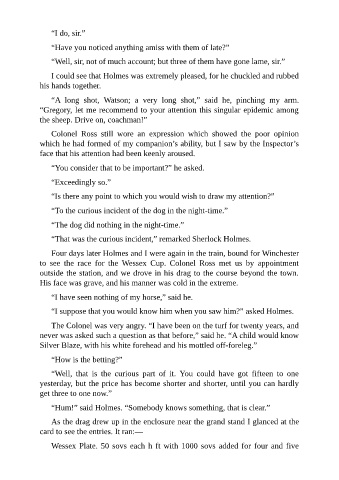 “I do, sir.”
“Have you noticed anything amiss with them of late?”
“Well, sir, not of much account; but three of them have gone lame, sir.”
I could see that Holmes was extremely pleased, for he chuckled and rubbed
his hands together.
“A long shot, Watson; a very long shot,” said he, pinching my arm.
“Gregory, let me recommend to your attention this singular epidemic among
the sheep. Drive on, coachman!”
Colonel Ross still wore an expression which showed the poor opinion
which he had formed of my companion’s ability, but I saw by the Inspector’s
face that his attention had been keenly aroused.
“You consider that to be important?” he asked.
“Exceedingly so.”
“Is there any point to which you would wish to draw my attention?”
“To the curious incident of the dog in the night-time.”
“The dog did nothing in the night-time.”
“That was the curious incident,” remarked Sherlock Holmes.
Four days later Holmes and I were again in the train, bound for Winchester
to see the race for the Wessex Cup. Colonel Ross met us by appointment
outside the station, and we drove in his drag to the course beyond the town.
His face was grave, and his manner was cold in the extreme.
“I have seen nothing of my horse,” said he.
“I suppose that you would know him when you saw him?” asked Holmes.
The Colonel was very angry. “I have been on the turf for twenty years, and
never was asked such a question as that before,” said he. “A child would know
Silver Blaze, with his white forehead and his mottled off-foreleg.”
“How is the betting?”
“Well, that is the curious part of it. You could have got fifteen to one
yesterday, but the price has become shorter and shorter, until you can hardly
get three to one now.”
“Hum!” said Holmes. “Somebody knows something, that is clear.”
As the drag drew up in the enclosure near the grand stand I glanced at the
card to see the entries. It ran:—
Wessex Plate. 50 sovs each h ft with 1000 sovs added for four and five